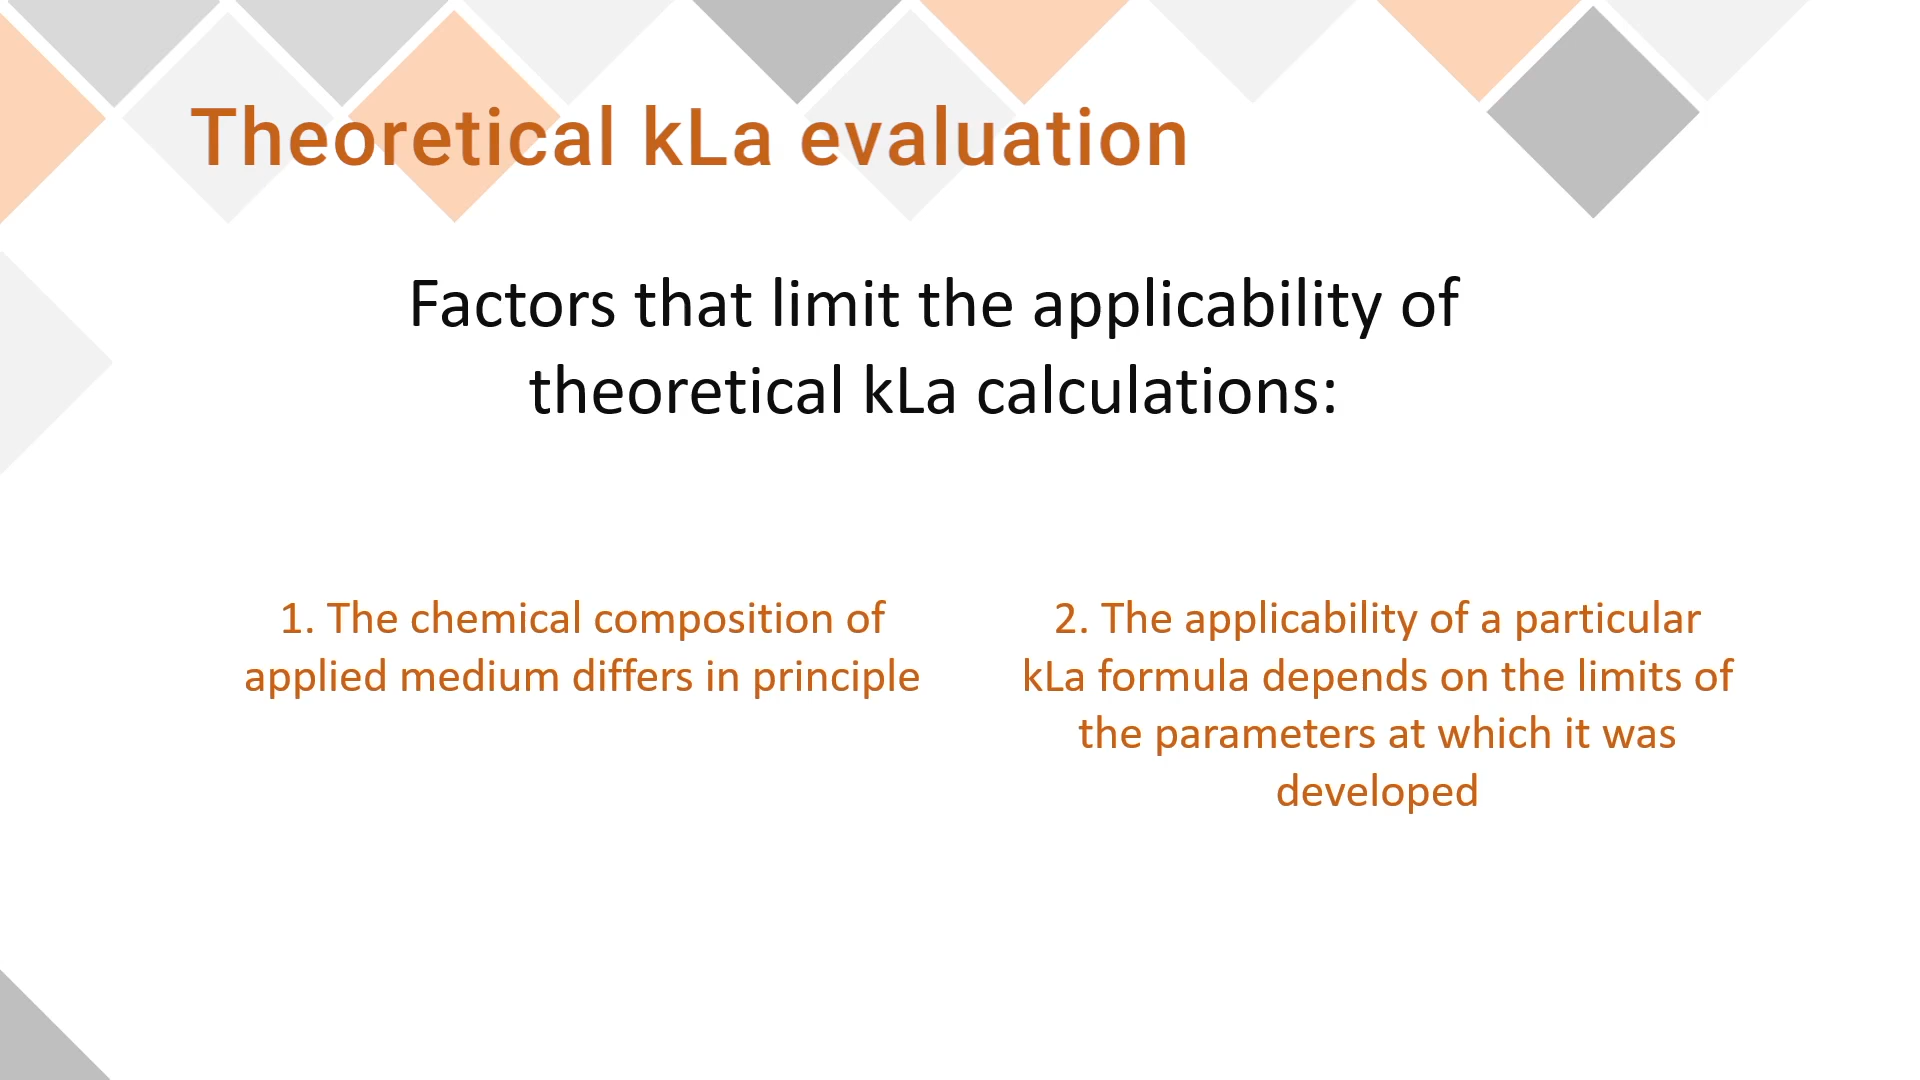 Theoretical kLa evaluation
Factors that limit the applicability of
theoretical kLa calculations:
1. The chemical composition of
applied medium differs in principle
2. The applicability of a particular
kLa formula depends on the limits of
the parameters at which it was
developed